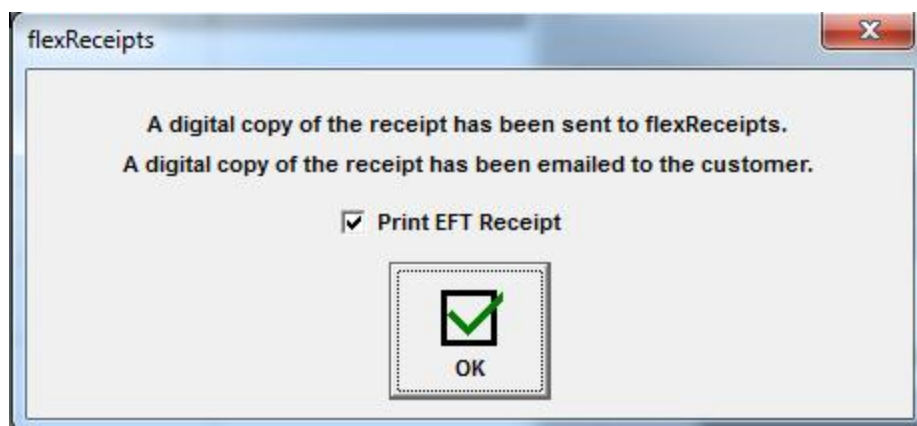 flexReceipts
A digital copy of the receipt has been sent to flexReceipts.
A digital copy of the receipt has been emailed to the customer.
Print EFT Receipt
OK